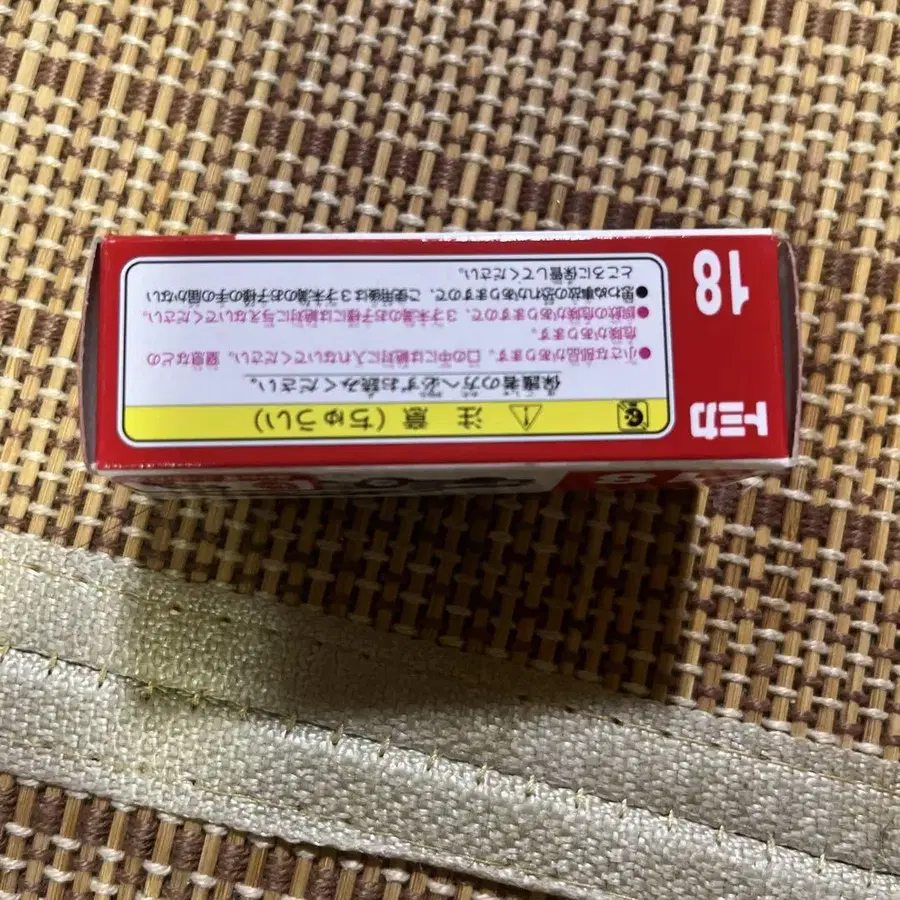 トミカ
18
注 意 (ちゅうい)
保護者の方へ必ずお読みください。
●小さな部品があります。口の中には絶対に入れないでください。窒息などの
危険があります。
●誤飲の危険がありますので、3才未満のお子様には絶対に与えないでください。
●思わぬ事故のおそれがありますので、ご使用後は3才未満のお子様の手の届かない
ところに保管してください。
18